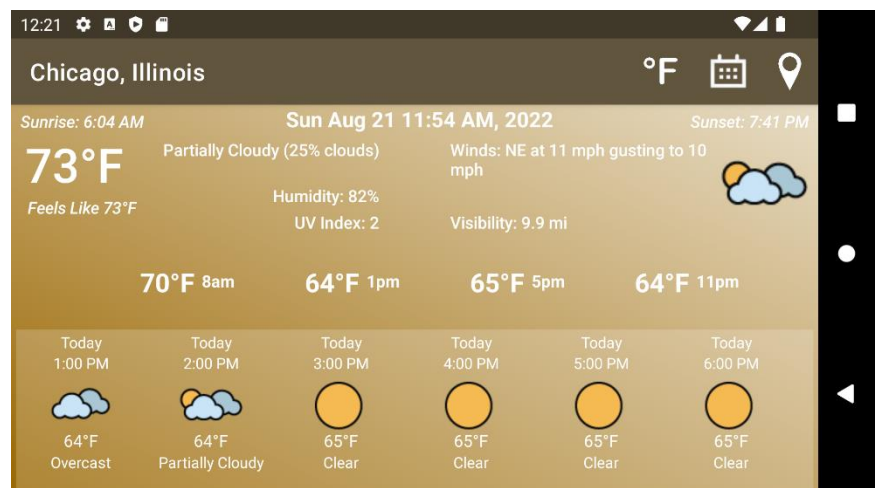 12:21
Chicago, Illinois °F
Sunrise: 6:04 AM Sun Aug 21 11:54 AM, 2022 Sunset: 7:41 PM
73°F
Feels Like 73°F
Partially Cloudy (25% clouds)
Humidity: 82%
UV Index: 2
Winds: NE at 11 mph gusting to 10
mph
Visibility: 9.9 mi
70°F 8am 64°F 1pm 65°F 5pm 64°F 11pm
Today Today Today Today Today Today
1:00 PM 2:00 PM 3:00 PM 4:00 PM 5:00 PM 6:00 PM
64°F 64°F 65°F 65°F 65°F 65°F
Overcast Partially Cloudy Clear Clear Clear Clear